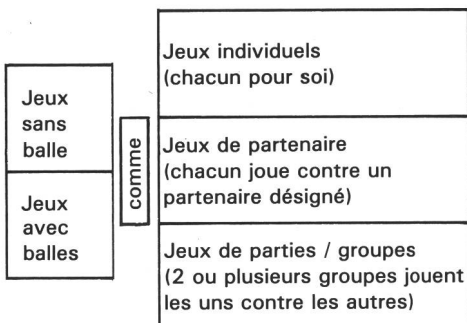 Jeux
sans
balle
Jeux
avec
balles
comme
Jeux individuels
(chacun pour soi)
Jeux de partenaire
(chacun joue contre un
partenaire désigné)
Jeux de parties / groupes
(2 ou plusieurs groupes jouent
les uns contre les autres)